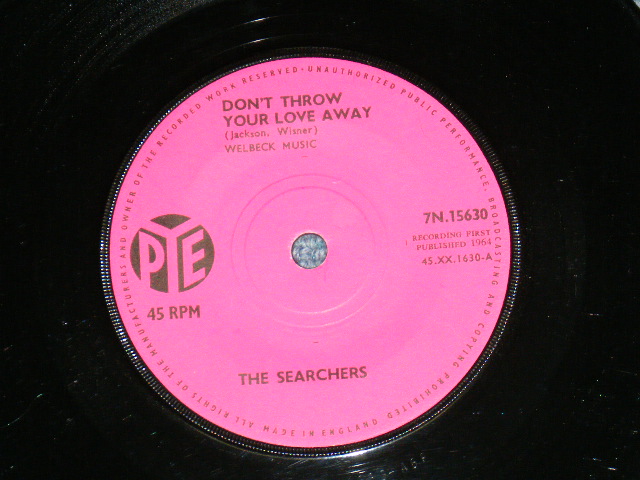 ALL RIGHTS OF THE MANUFACTURERS AND OWNER OF THE RECORDED WORK RESERVED · UNAUTHORIZED PUBLIC PERFORMANCE, BROADCASTING AND COPYING PROHIBITED
MADE IN ENGLAND
DON'T THROW
YOUR LOVE AWAY
(Jackson, Wisner)
WELBECK MUSIC
7N.15630
RECORDING FIRST
PUBLISHED 1964
45.XX.1630-A
PYE
45 RPM
THE SEARCHERS